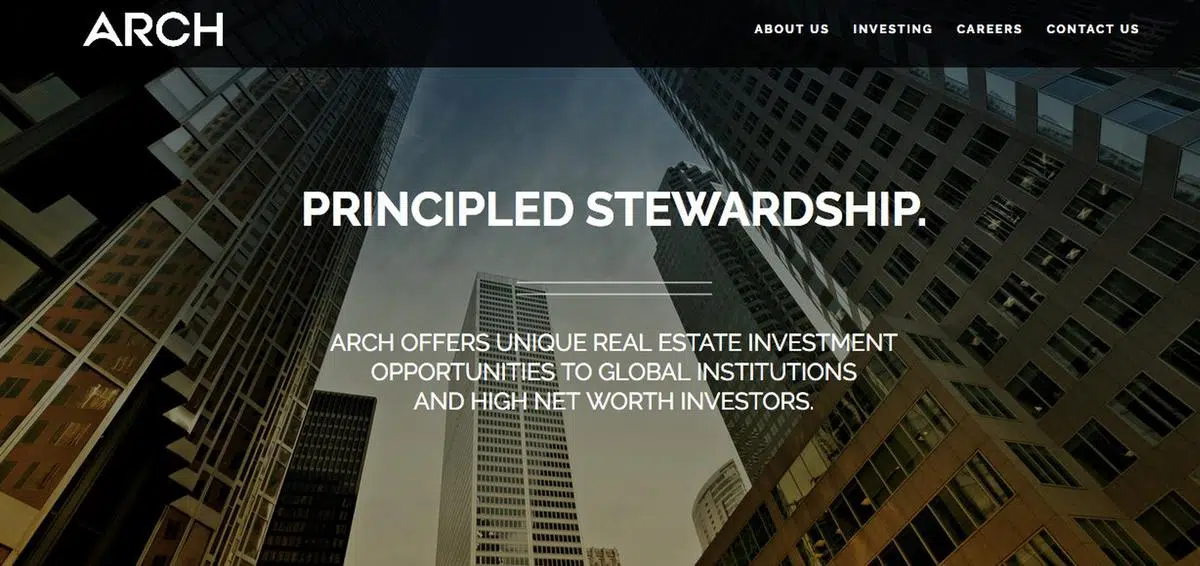 ARCH
ABOUT US INVESTING CAREERS CONTACT US
PRINCIPLED STEWARDSHIP.
ARCH OFFERS UNIQUE REAL ESTATE INVESTMENT
OPPORTUNITIES TO GLOBAL INSTITUTIONS
AND HIGH NET WORTH INVESTORS.